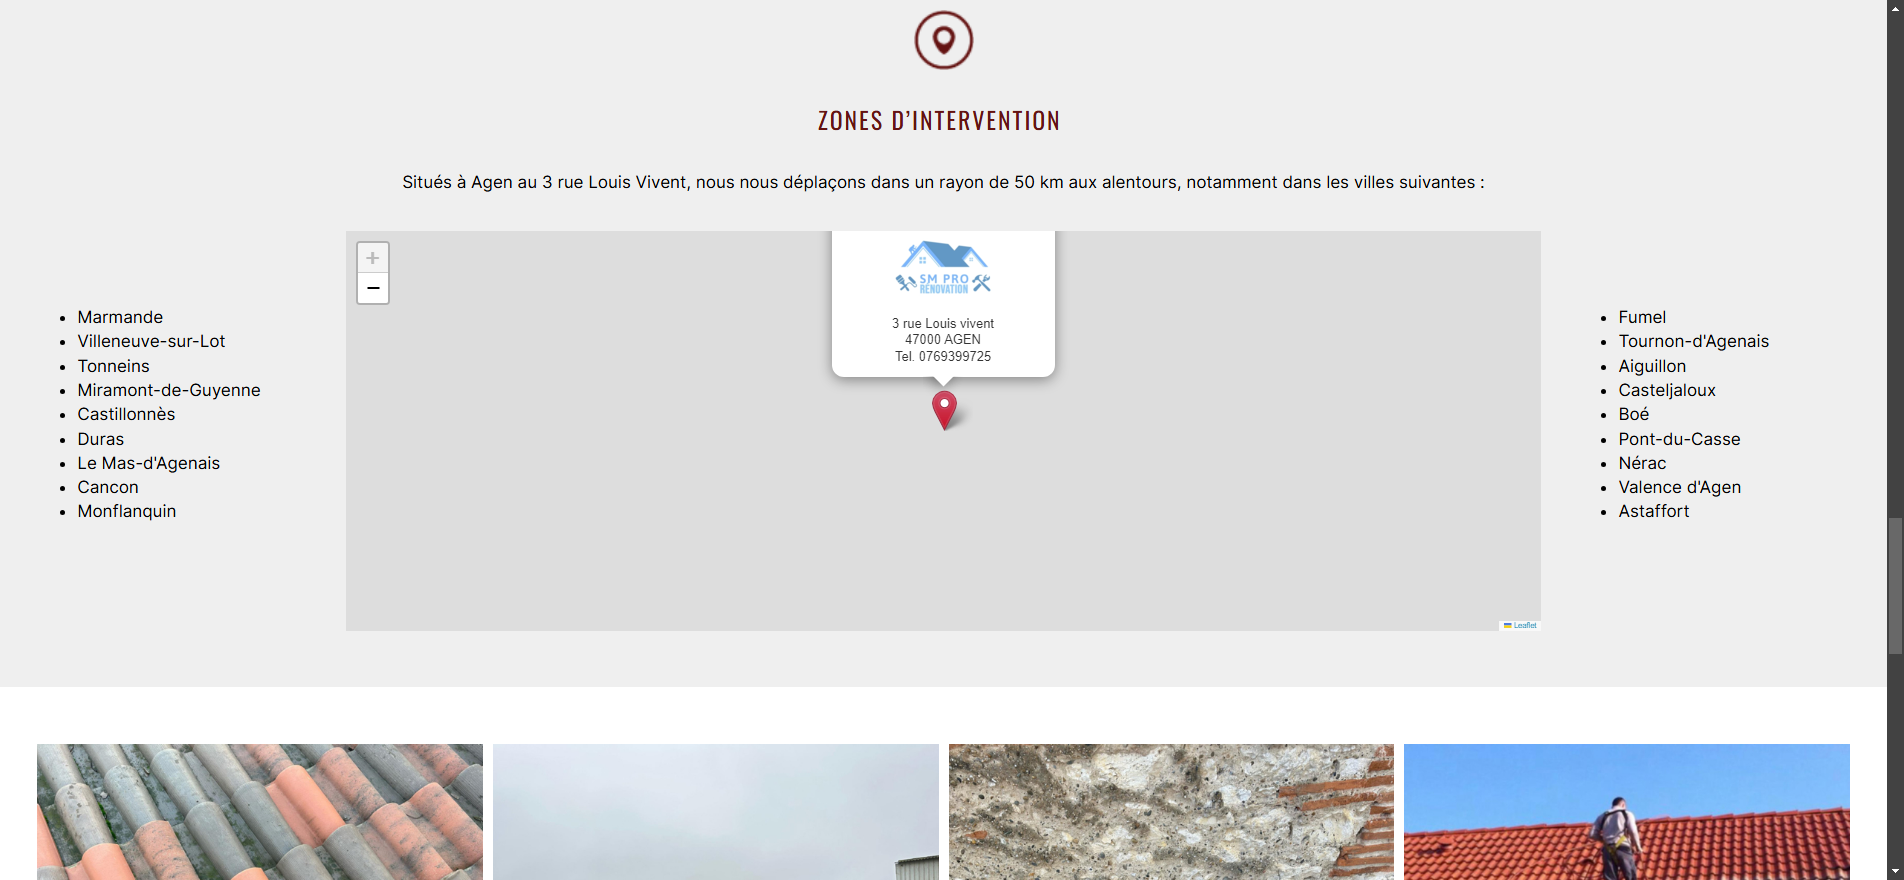 ZONES D’INTERVENTION
Situés à Agen au 3 rue Louis Vivent, nous nous déplaçons dans un rayon de 50 km aux alentours, notamment dans les villes suivantes :
Marmande
Villeneuve-sur-Lot
Tonneins
Miramont-de-Guyenne
Castillonnès
Duras
Le Mas-d'Agenais
Cancon
Monflanquin
+
−
SM PRO
RENOVATION
3 rue Louis vivent
47000 AGEN
Tel. 0769399725
Leaflet
Fumel
Tournon-d'Agenais
Aiguillon
Casteljaloux
Boé
Pont-du-Casse
Nérac
Valence d'Agen
Astaffort